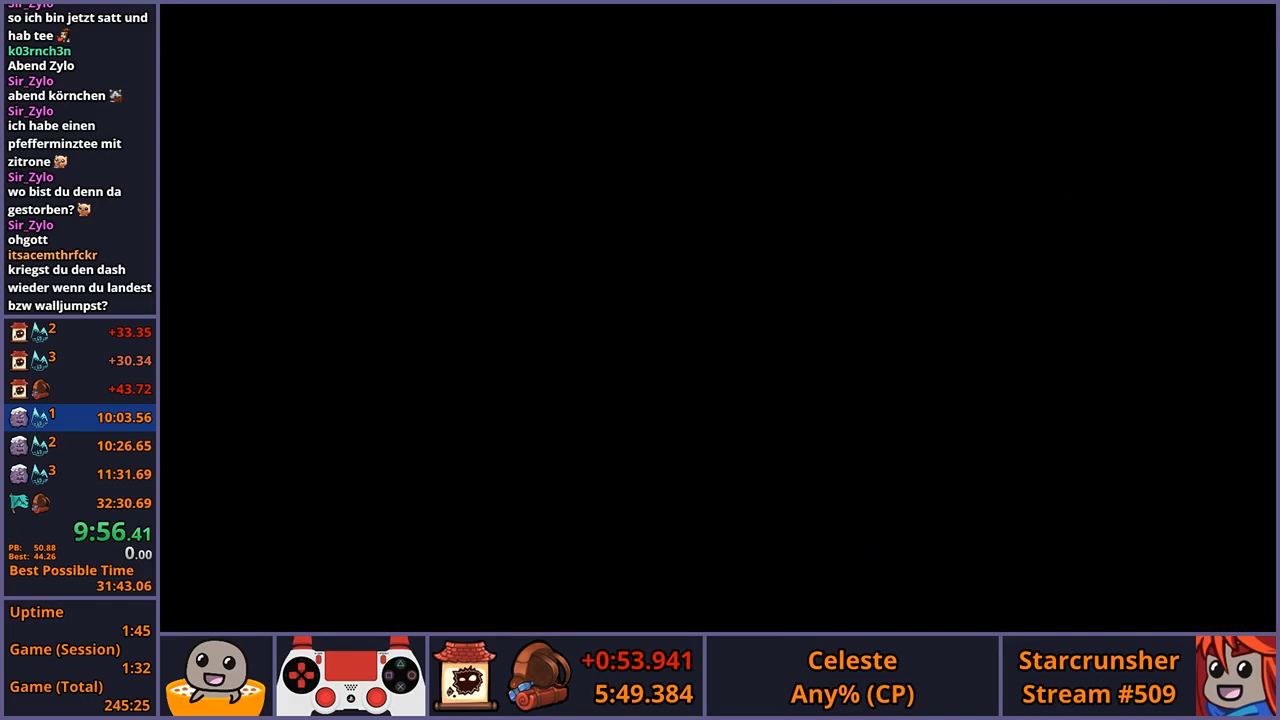 Sir_Zylo
so ich bin jetzt satt und
hab tee
k03rnch3n
Abend Zylo
Sir_Zylo
abend körnchen
Sir_Zylo
ich habe einen
pfefferminztee mit
zitrone
Sir_Zylo
wo bist du denn da
gestorben?
Sir_Zylo
ohgott
itsacemthrfckr
kriegst du den dash
wieder wenn du landest
bzw walljumpst?
2 +33.35
3 +30.34
+43.72
1 10:03.56
2 10:26.65
3 11:31.69
32:30.69
9:56.41
PB: 50.88
Best: 44.26
0.00
Best Possible Time
31:43.06
Uptime
1:45
Game (Session)
1:32
Game (Total)
245:25
+0:53.941
5:49.384
Celeste
Any% (CP)
Starcrunsher
Stream #509